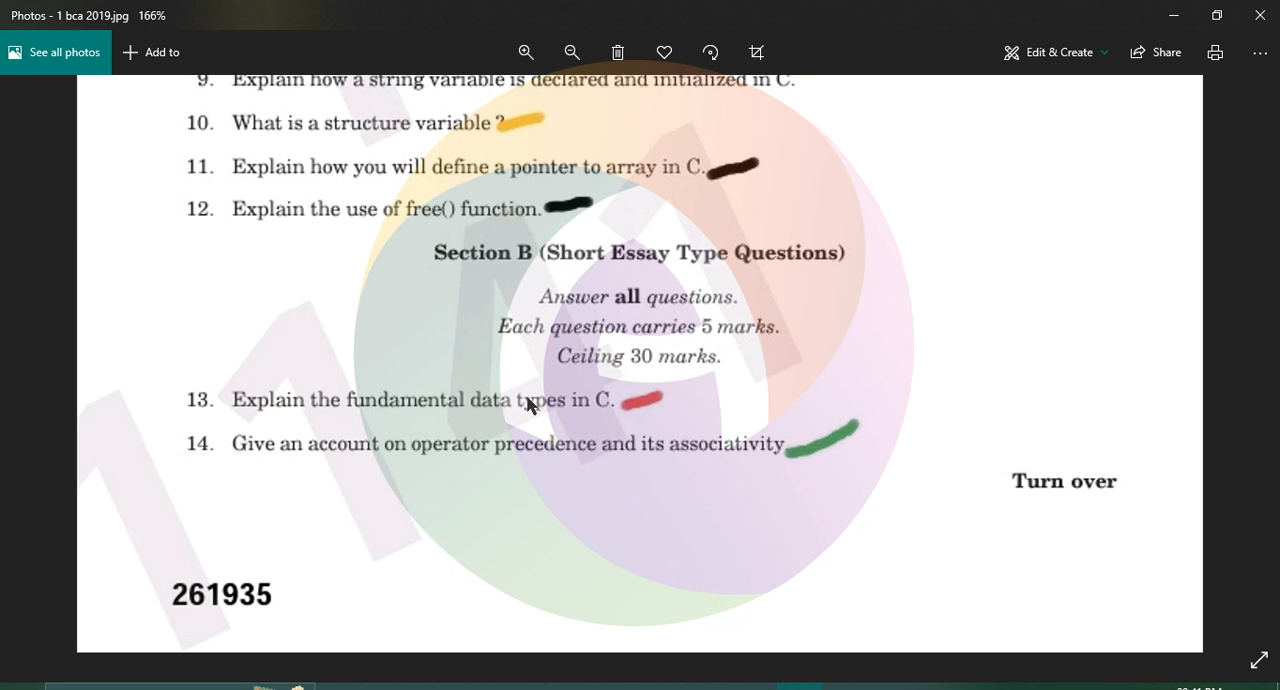 Photos - 1 bca 2019.jpg 166%
See all photos
Add to
Edit & Create
Share
9. Explain how a string variable is declared and initialized in C.
10. What is a structure variable ?
11. Explain how you will define a pointer to array in C.
12. Explain the use of free() function.
Section B (Short Essay Type Questions)
Answer all questions.
Each question carries 5 marks.
Ceiling 30 marks.
13. Explain the fundamental data types in C.
14. Give an account on operator precedence and its associativity
Turn over
261935